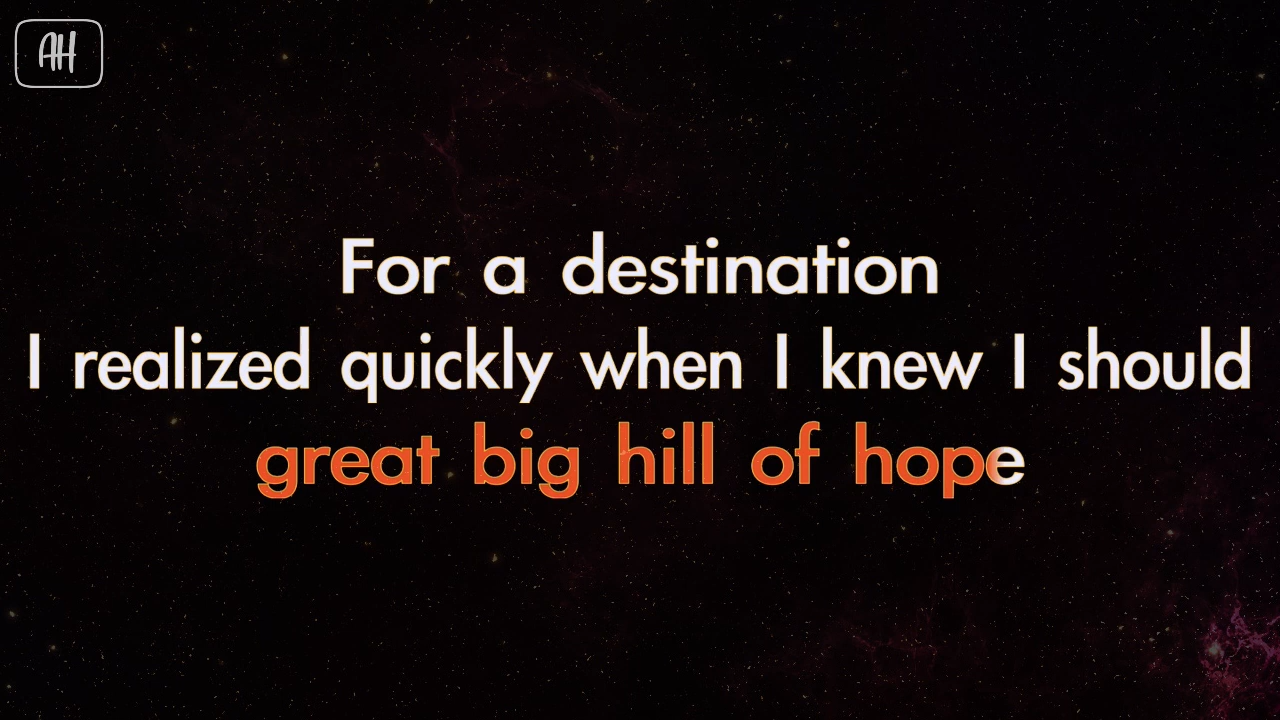 AH
For a destination
I realized quickly when I knew I should
great big hill of hope